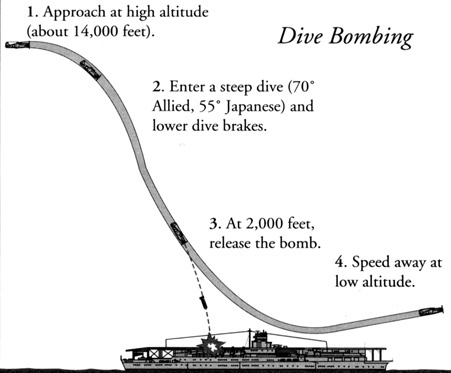 1. Approach at high altitude
(about 14,000 feet).
Dive Bombing
2. Enter a steep dive (70°
Allied, 55° Japanese) and
lower dive brakes.
3. At 2,000 feet,
release the bomb.
4. Speed away at
low altitude.